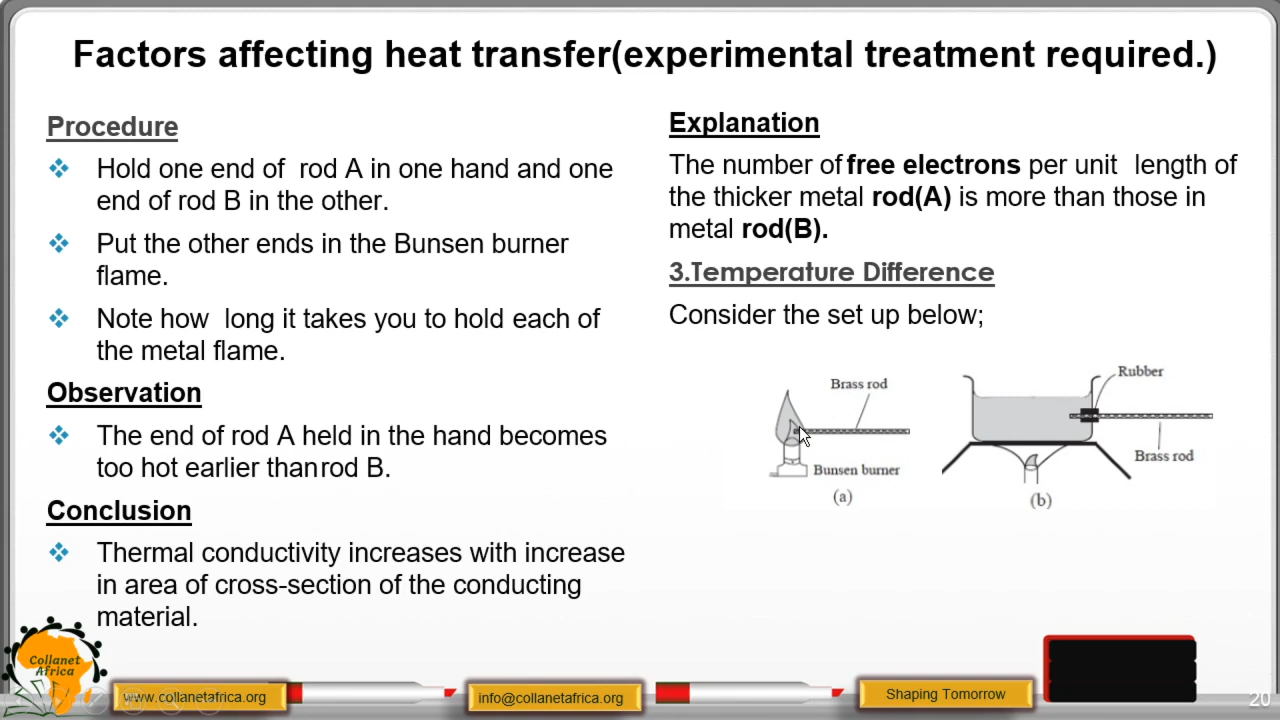 Factors affecting heat transfer(experimental treatment required.)
Procedure
Hold one end of rod A in one hand and one
end of rod B in the other.
Put the other ends in the Bunsen burner
flame.
Note how long it takes you to hold each of
the metal flame.
Observation
The end of rod A held in the hand becomes
too hot earlier than rod B.
Conclusion
Thermal conductivity increases with increase
in area of cross-section of the conducting
material.
Explanation
The number of free electrons per unit length of
the thicker metal rod(A) is more than those in
metal rod(B).
3.Temperature Difference
Consider the set up below;
Brass rod
Bunsen burner
(a)
Rubber
Brass rod
(b)
Collanet
Africa
www.collanetafrica.org
info@collanetafrica.org
Shaping Tomorrow
20